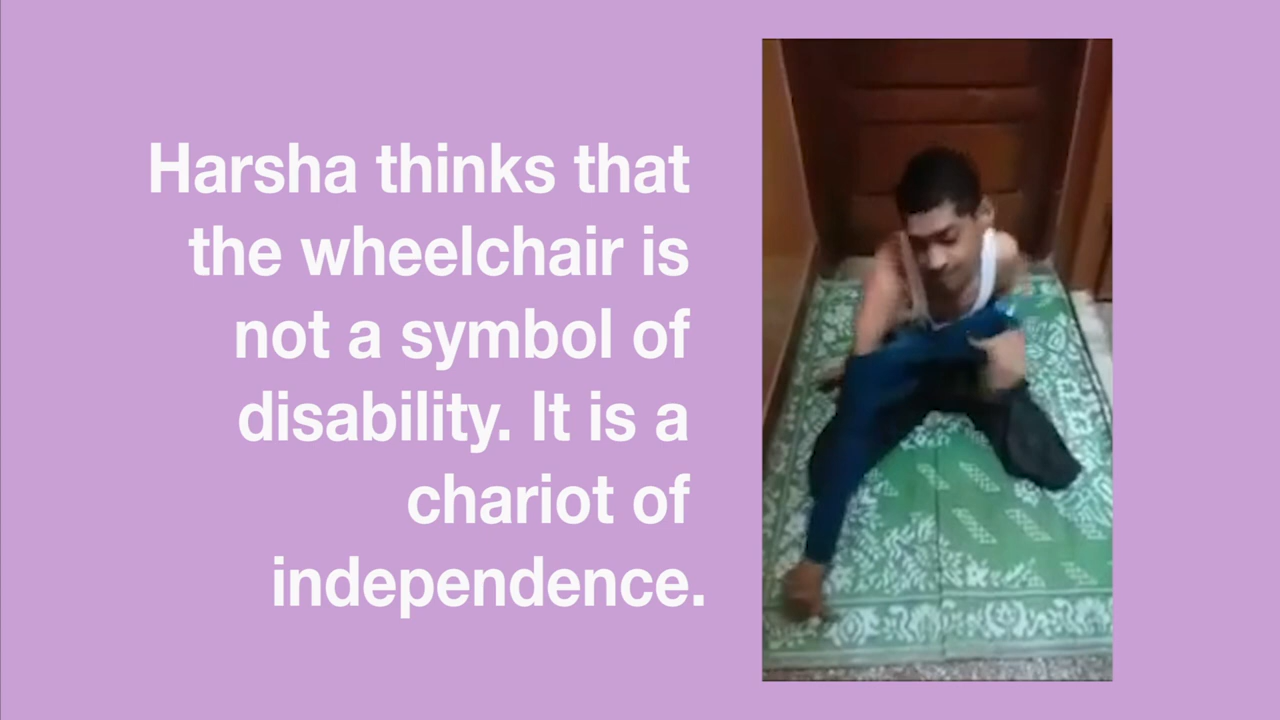 Harsha thinks that
the wheelchair is
not a symbol of
disability. It is a
chariot of
independence.